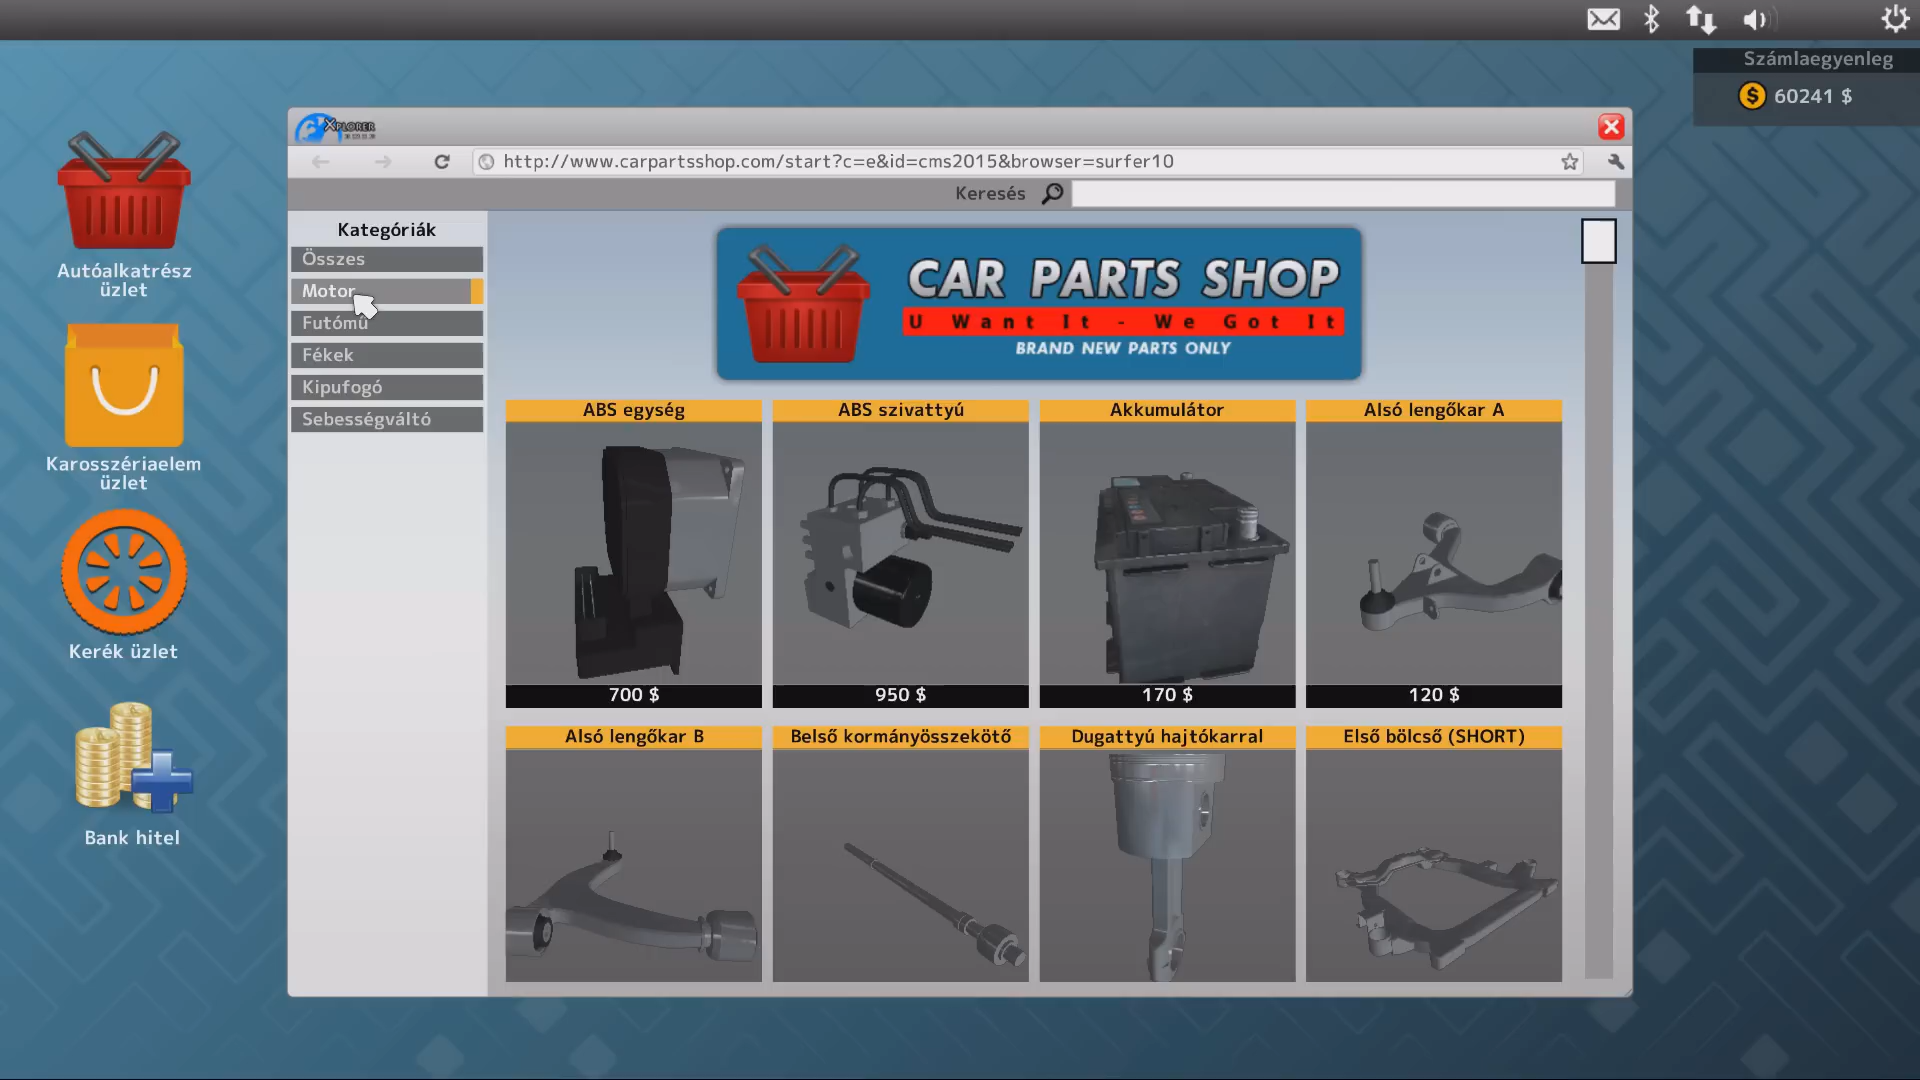 Számlaegyenleg
60241 $
XPLORER
http://www.carpartsshop.com/start?c=e&id=cms2015&browser=surfer10
Keresés
Kategóriák
Összes
Motor
Futómű
Fékek
Kipufogó
Sebességváltó
CAR PARTS SHOP
U Want It - We Got It
BRAND NEW PARTS ONLY
ABS egység
ABS szivattyú
Akkumulátor
Alsó lengőkar A
700 $
950 $
170 $
120 $
Alsó lengőkar B
Belső kormányösszekötő
Dugattyú hajtókarral
Első bölcső (SHORT)
Autóalkatrész
üzlet
Karosszériaelem
üzlet
Kerék üzlet
Bank hitel